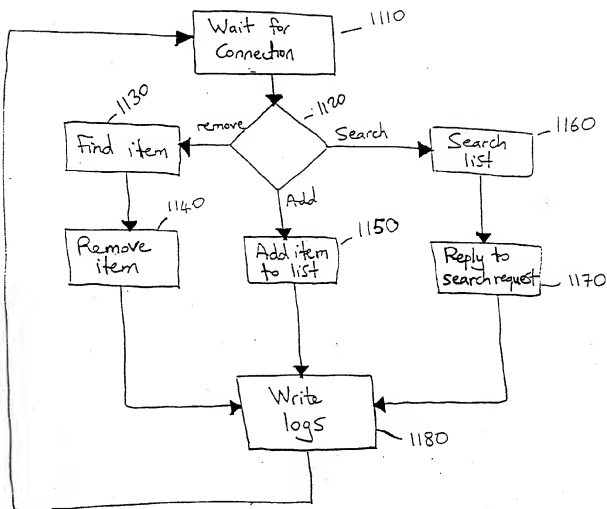 Wait for
Connection
1110
1120
remove
Search
Add
1130
Find item
1140
Remove
item
Add item
to list
1150
Search
list
1160
Reply to
search request
1170
Write
logs
1180